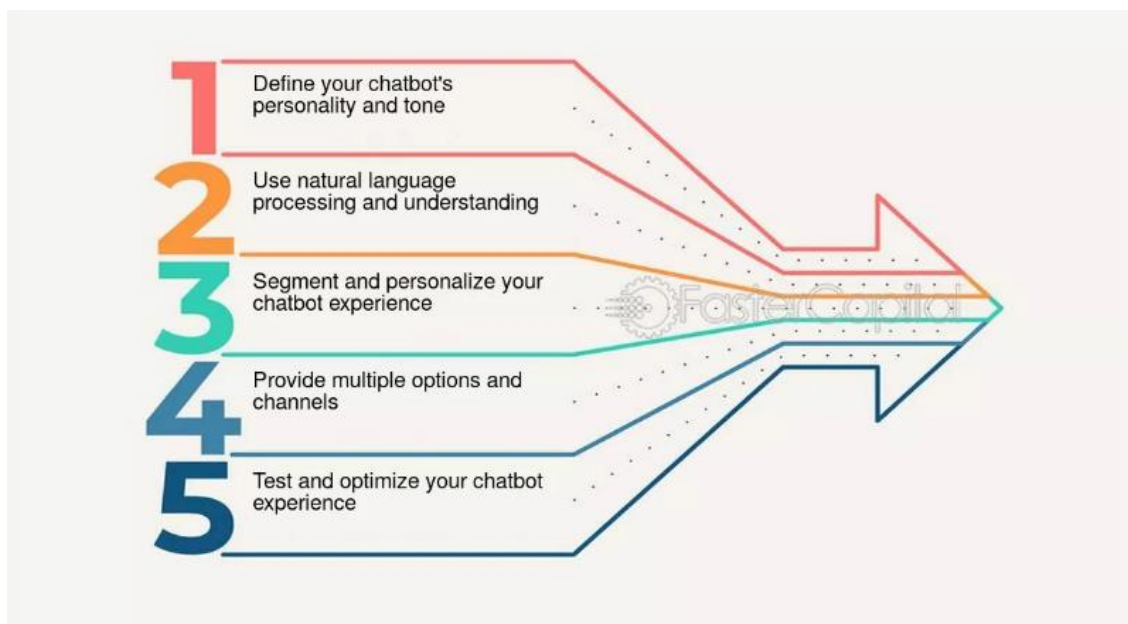 1
Define your chatbot's
personality and tone
2
Use natural language
processing and understanding
3
Segment and personalize your
chatbot experience
FasterCapital
4
Provide multiple options and
channels
5
Test and optimize your chatbot
experience